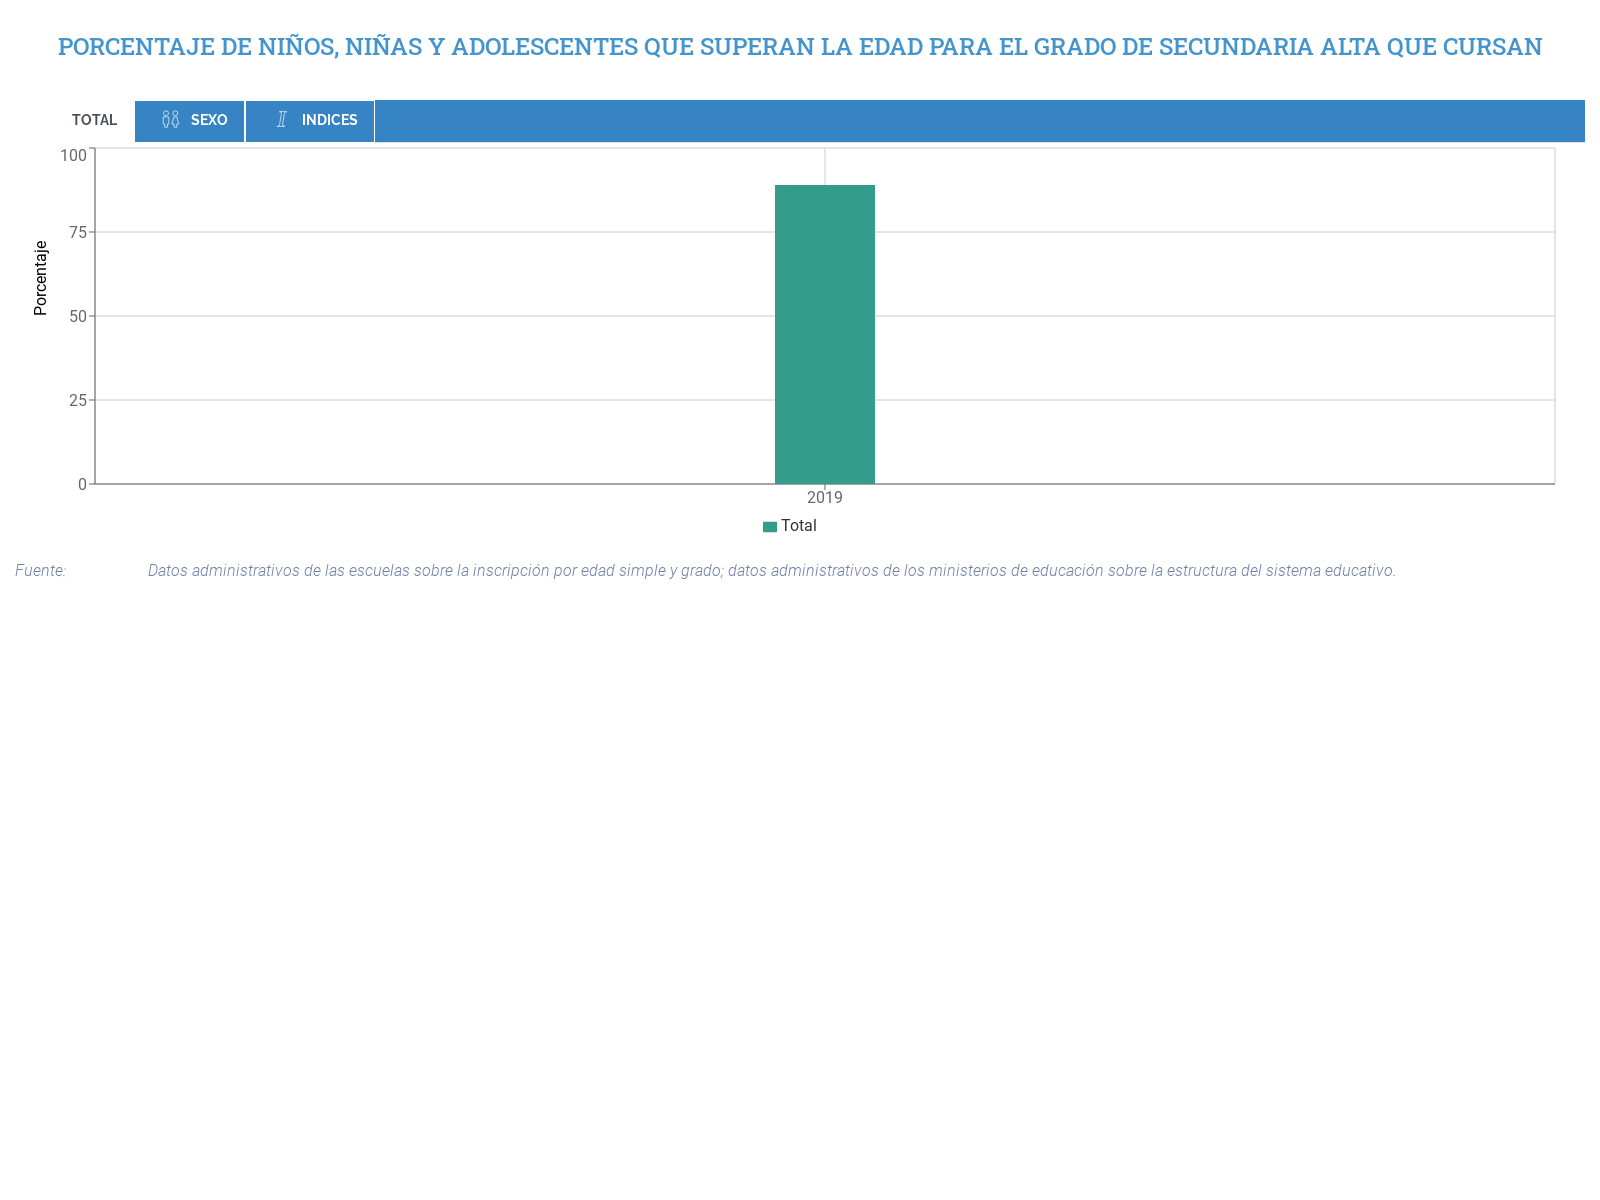 PORCENTAJE DE NIÑOS, NIÑAS Y ADOLESCENTES QUE SUPERAN LA EDAD PARA EL GRADO DE SECUNDARIA ALTA QUE CURSAN
TOTAL SEXO INDICES
100
75
50
25
0
Porcentaje
2019
Total
Fuente: Datos administrativos de las escuelas sobre la inscripción por edad simple y grado; datos administrativos de los ministerios de educación sobre la estructura del sistema educativo.